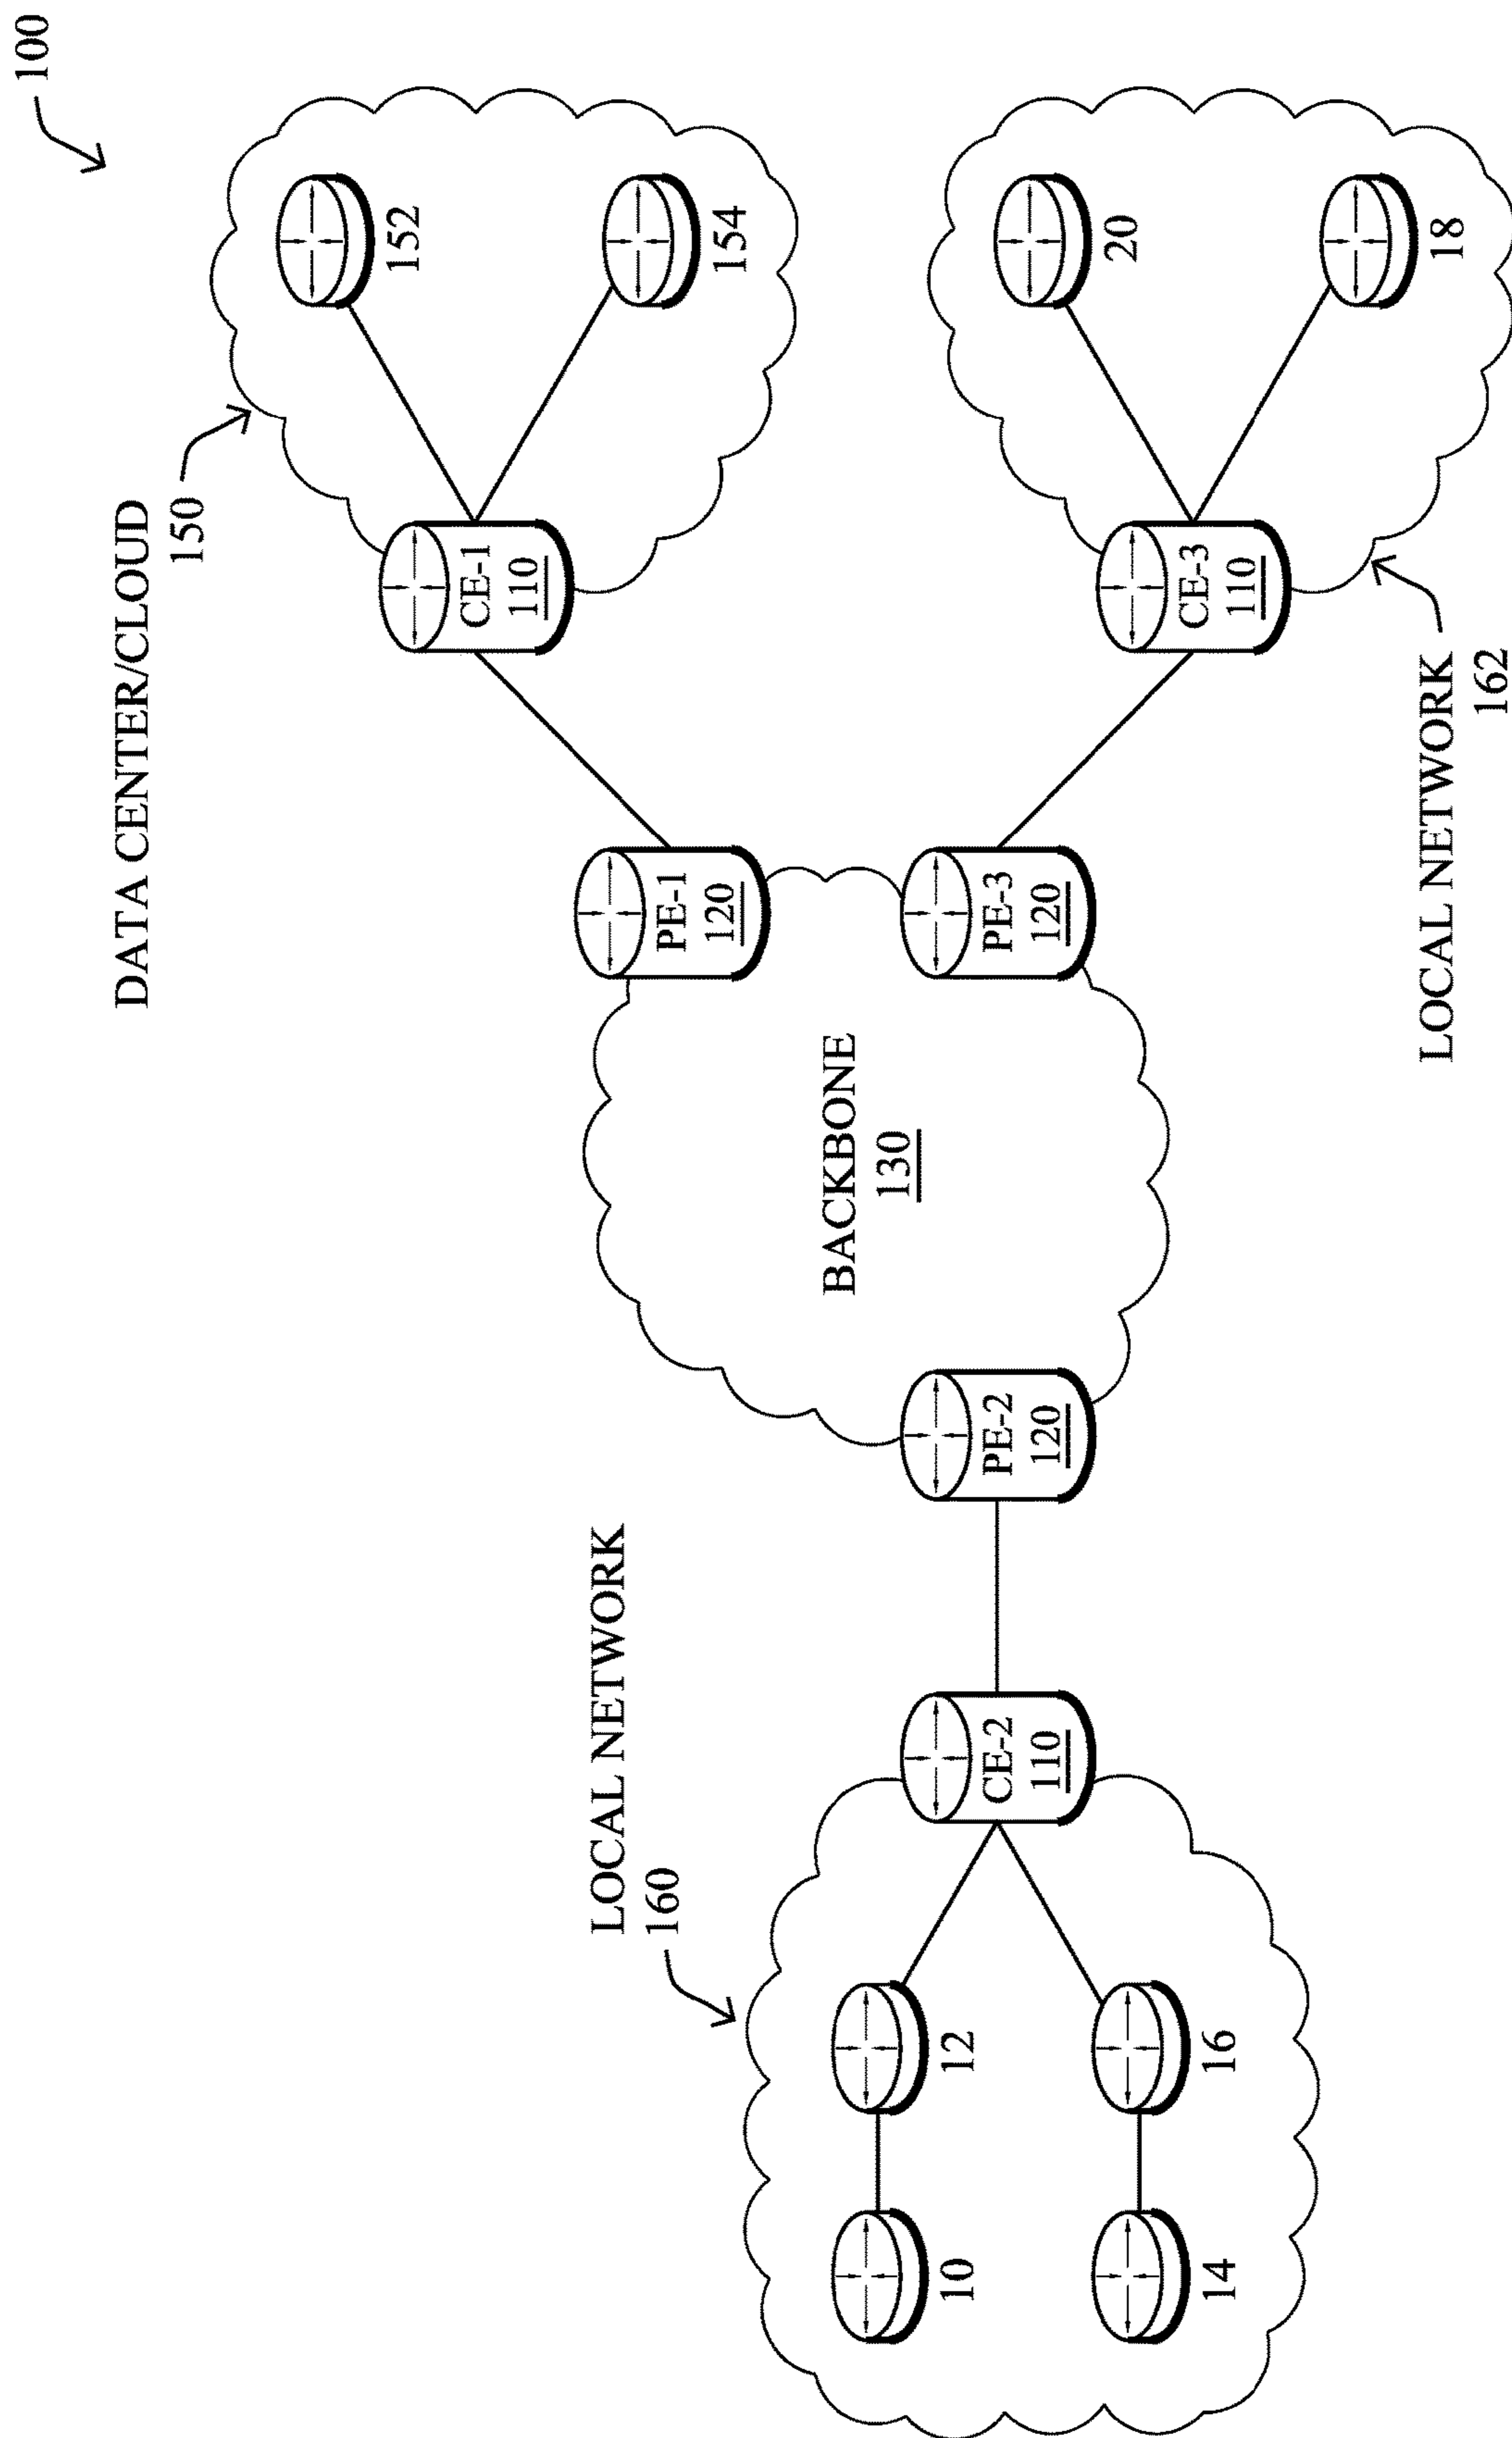 100
DATA CENTER/CLOUD
150
152
154
CE-1
110
PE-1
120
BACKBONE
130
LOCAL NETWORK
160
10
12
14
16
CE-2
110
PE-2
120
PE-3
120
CE-3
110
20
18
LOCAL NETWORK
162